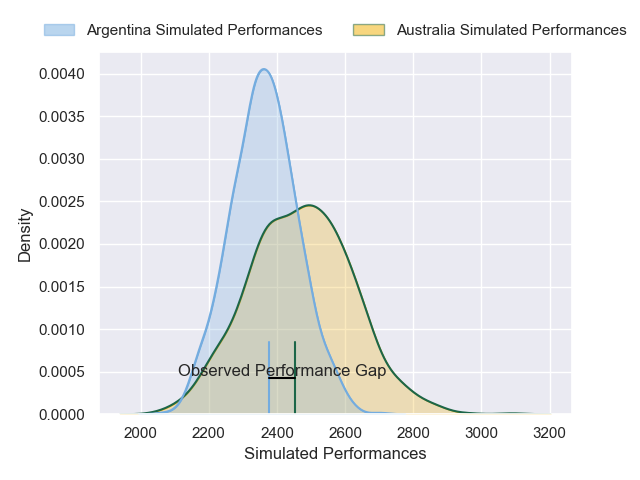 Argentina Simulated Performances Australia Simulated Performances
0.0040
0.0035
0.0030
0.0025
0.0020
0.0015
0.0010
0.0005
0.0000
Density
Observed Performance Gap
2000 2200 2400 2600 2800 3000 3200
Simulated Performances